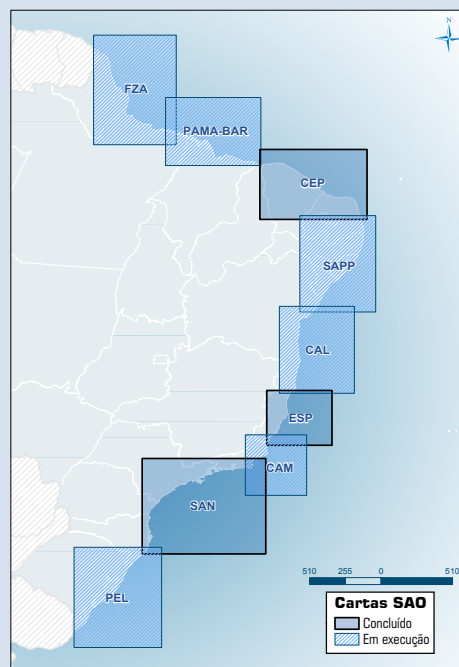 N
FZA
PAMA-BAR
CEP
SAPP
CAL
ESP
CAM
SAN
PEL
510 255 0 510
Cartas SAO
Concluído
Em execução